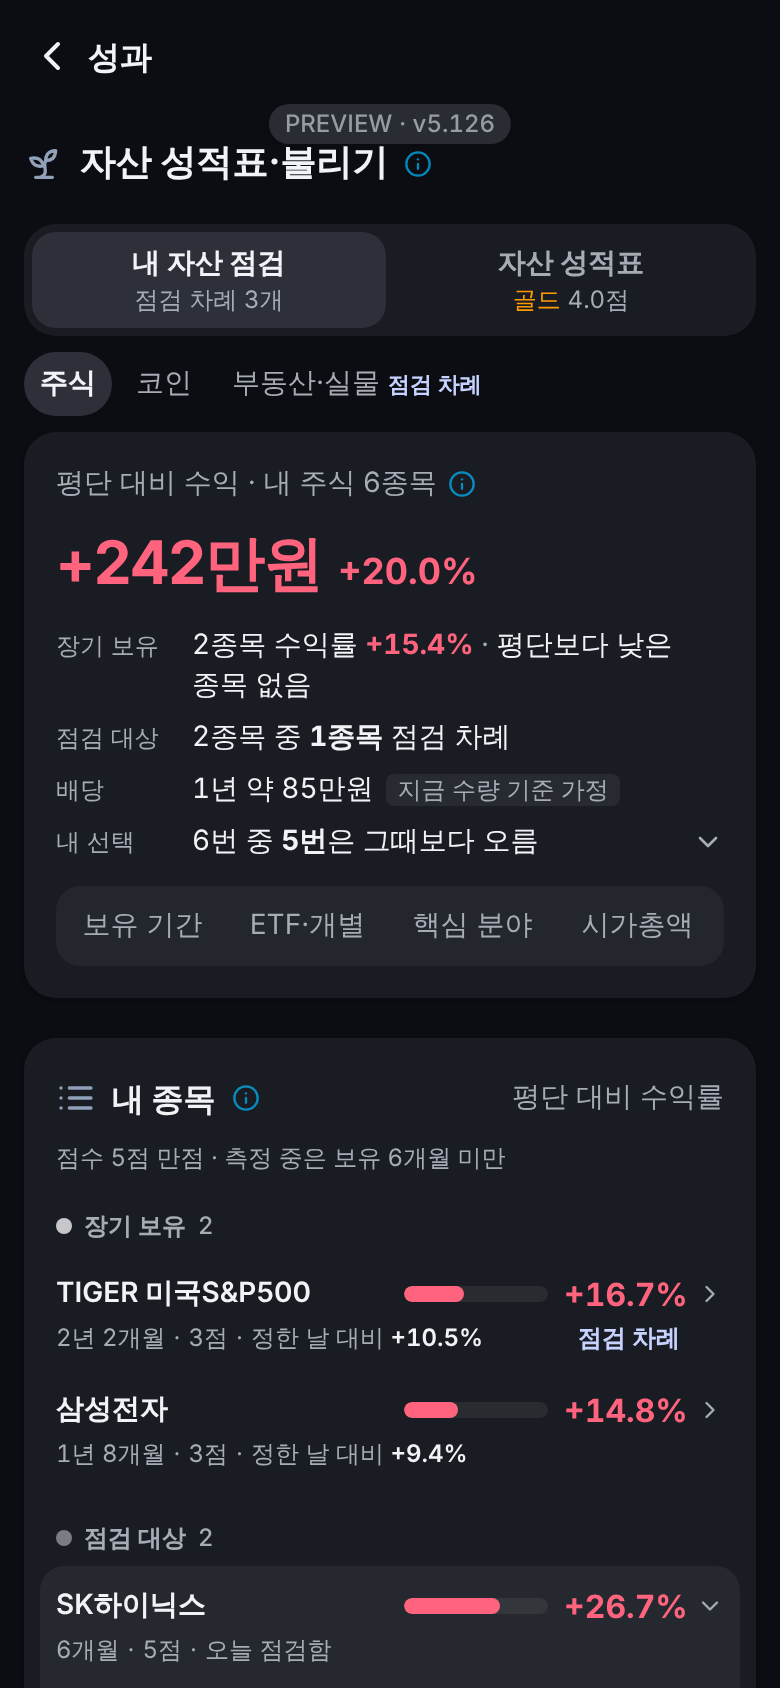 성과
PREVIEW · v5.126
자산 성적표·불리기
내 자산 점검
점검 차례 3개
자산 성적표
골드 4.0점
주식 코인 부동산·실물 점검 차례
평단 대비 수익 · 내 주식 6종목
+242만원 +20.0%
장기 보유 2종목 수익률 +15.4% · 평단보다 낮은
종목 없음
점검 대상 2종목 중 1종목 점검 차례
배당 1년 약 85만원 지금 수량 기준 가정
내 선택 6번 중 5번은 그때보다 오름
보유 기간 ETF·개별 핵심 분야 시가총액
내 종목 평단 대비 수익률
점수 5점 만점 · 측정 중은 보유 6개월 미만
장기 보유 2
TIGER 미국S&P500 +16.7%
2년 2개월 · 3점 · 정한 날 대비 +10.5% 점검 차례
삼성전자 +14.8%
1년 8개월 · 3점 · 정한 날 대비 +9.4%
점검 대상 2
SK하이닉스 +26.7%
6개월 · 5점 · 오늘 점검함